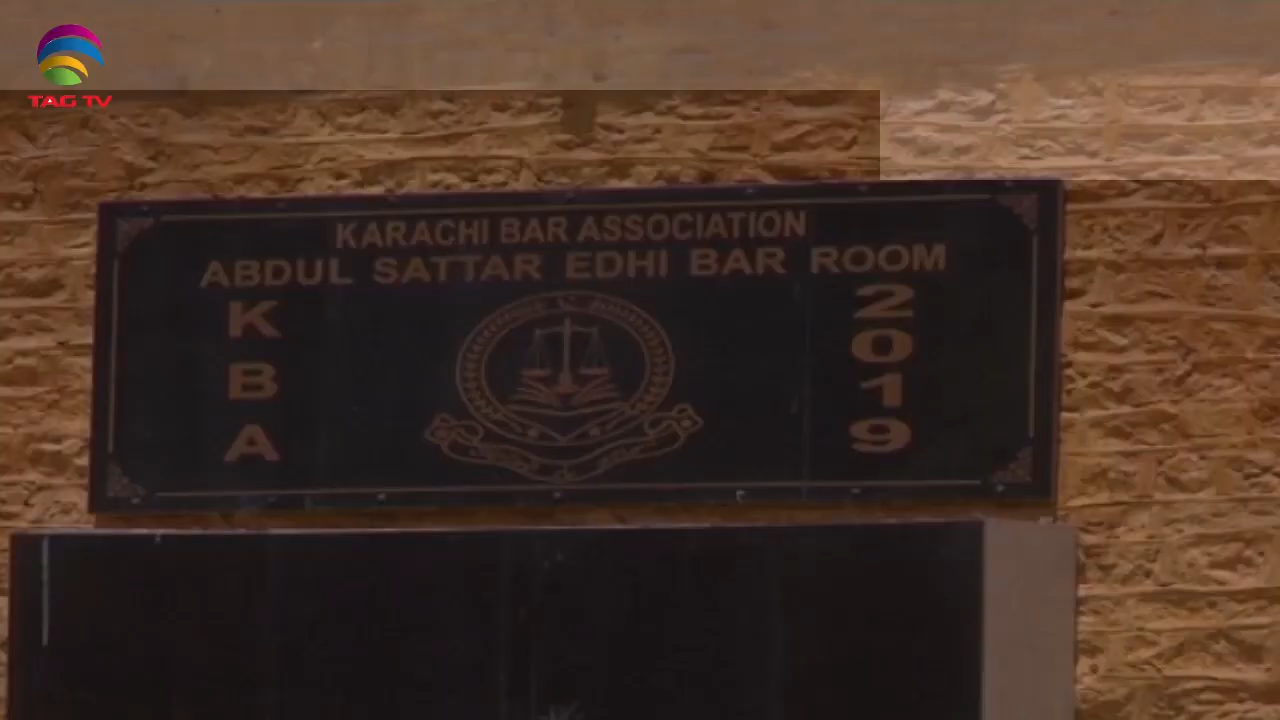 TAG TV
KARACHI BAR ASSOCIATION
ABDUL SATTAR EDHI BAR ROOM
K
B
A
2
0
1
9